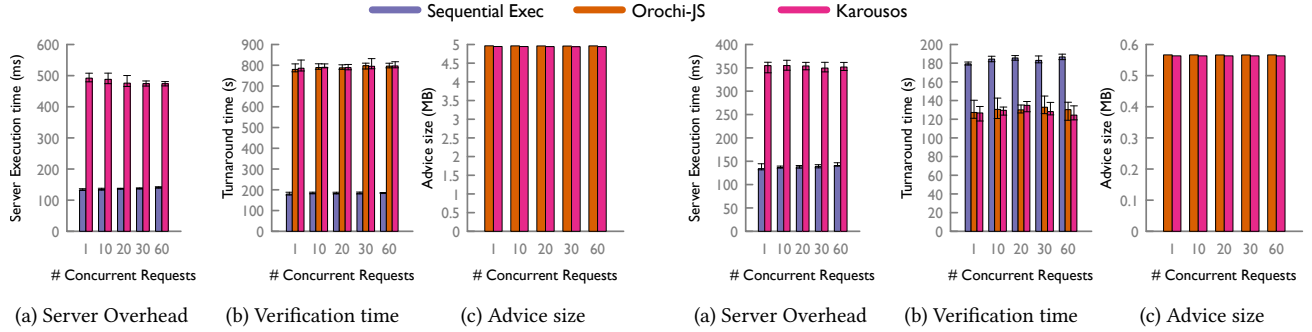 Sequential Exec Orochi-JS Karousos
Server Execution time (ms)
600
500
400
300
200
100
0
1 10 20 30 60
# Concurrent Requests
(a) Server Overhead
Turnaround time (s)
900
800
700
600
500
400
300
200
100
0
1 10 20 30 60
# Concurrent Requests
(b) Verification time
Advice size (MB)
5
4.5
4
3.5
3
2.5
2
1.5
1
0.5
0
1 10 20 30 60
# Concurrent Requests
(c) Advice size
Server Execution time (ms)
400
350
300
250
200
150
100
50
0
1 10 20 30 60
# Concurrent Requests
(a) Server Overhead
Turnaround time (s)
200
180
160
140
120
100
80
60
40
20
0
1 10 20 30 60
# Concurrent Requests
(b) Verification time
Advice size (MB)
0.6
0.5
0.4
0.3
0.2
0.1
0
1 10 20 30 60
# Concurrent Requests
(c) Advice size